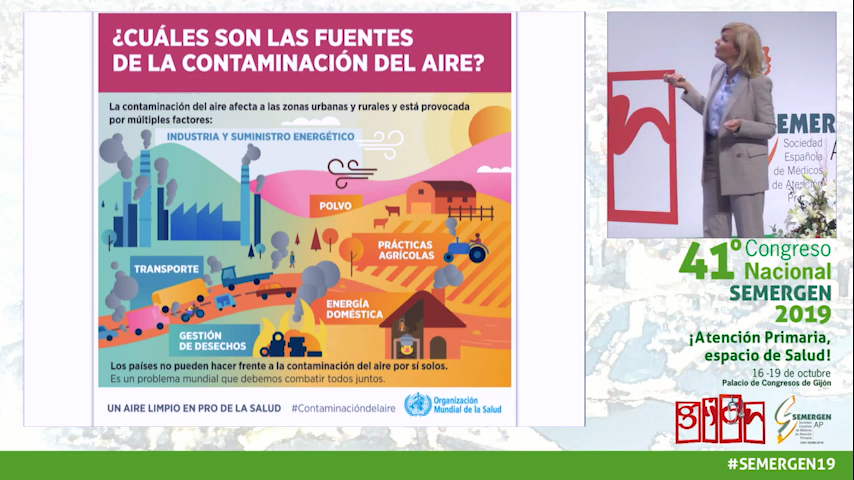 ¿CUÁLES SON LAS FUENTES
DE LA CONTAMINACIÓN DEL AIRE?
La contaminación del aire afecta a las zonas urbanas y rurales y está provocada
por múltiples factores:
INDUSTRIA Y SUMINISTRO ENERGÉTICO
POLVO
PRÁCTICAS
AGRÍCOLAS
TRANSPORTE
ENERGÍA
DOMÉSTICA
GESTIÓN
DE DESECHOS
Los países no pueden hacer frente a la contaminación del aire por sí solos.
Es un problema mundial que debemos combatir todos juntos.
UN AIRE LIMPIO EN PRO DE LA SALUD #Contaminacióndelaire
Organización
Mundial de la Salud
SEMER
Sociedad
Española
de Médicos
de Atención
41º Congreso
Nacional
SEMERGEN
2019
¡Atención Primaria,
espacio de Salud!
16 -19 de octubre
Palacio de Congresos de Gijón
gijón
SEMERGEN
AP
#SEMERGEN19